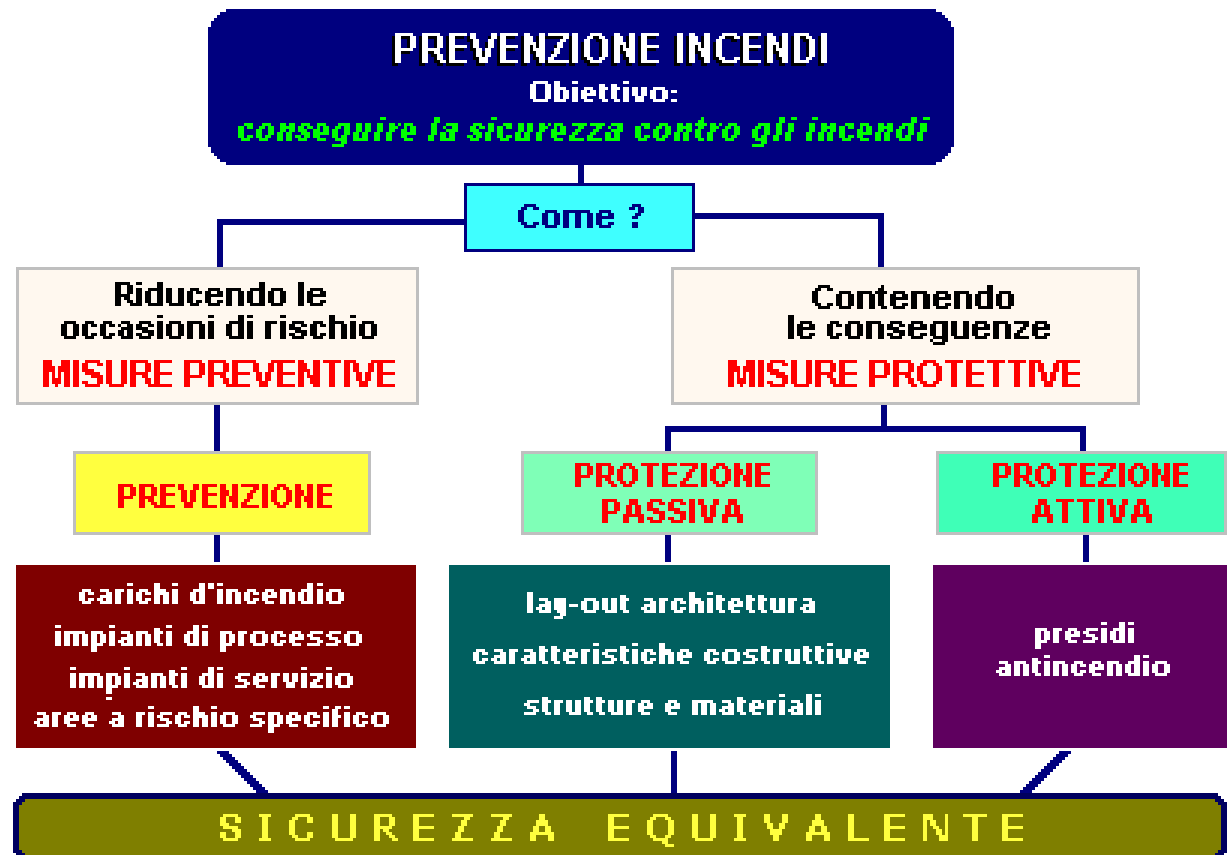 PREVENZIONE INCENDI
Obiettivo:
conseguire la sicurezza contro gli incendi
Come ?
Riducendo le
occasioni di rischio
MISURE PREVENTIVE
Contenendo
le conseguenze
MISURE PROTETTIVE
PREVENZIONE
PROTEZIONE
PASSIVA
PROTEZIONE
ATTIVA
carichi d'incendio
impianti di processo
impianti di servizio
aree a rischio specifico
lay-out architettura
caratteristiche costruttive
strutture e materiali
presidi
antincendio
SICUREZZA EQUIVALENTE